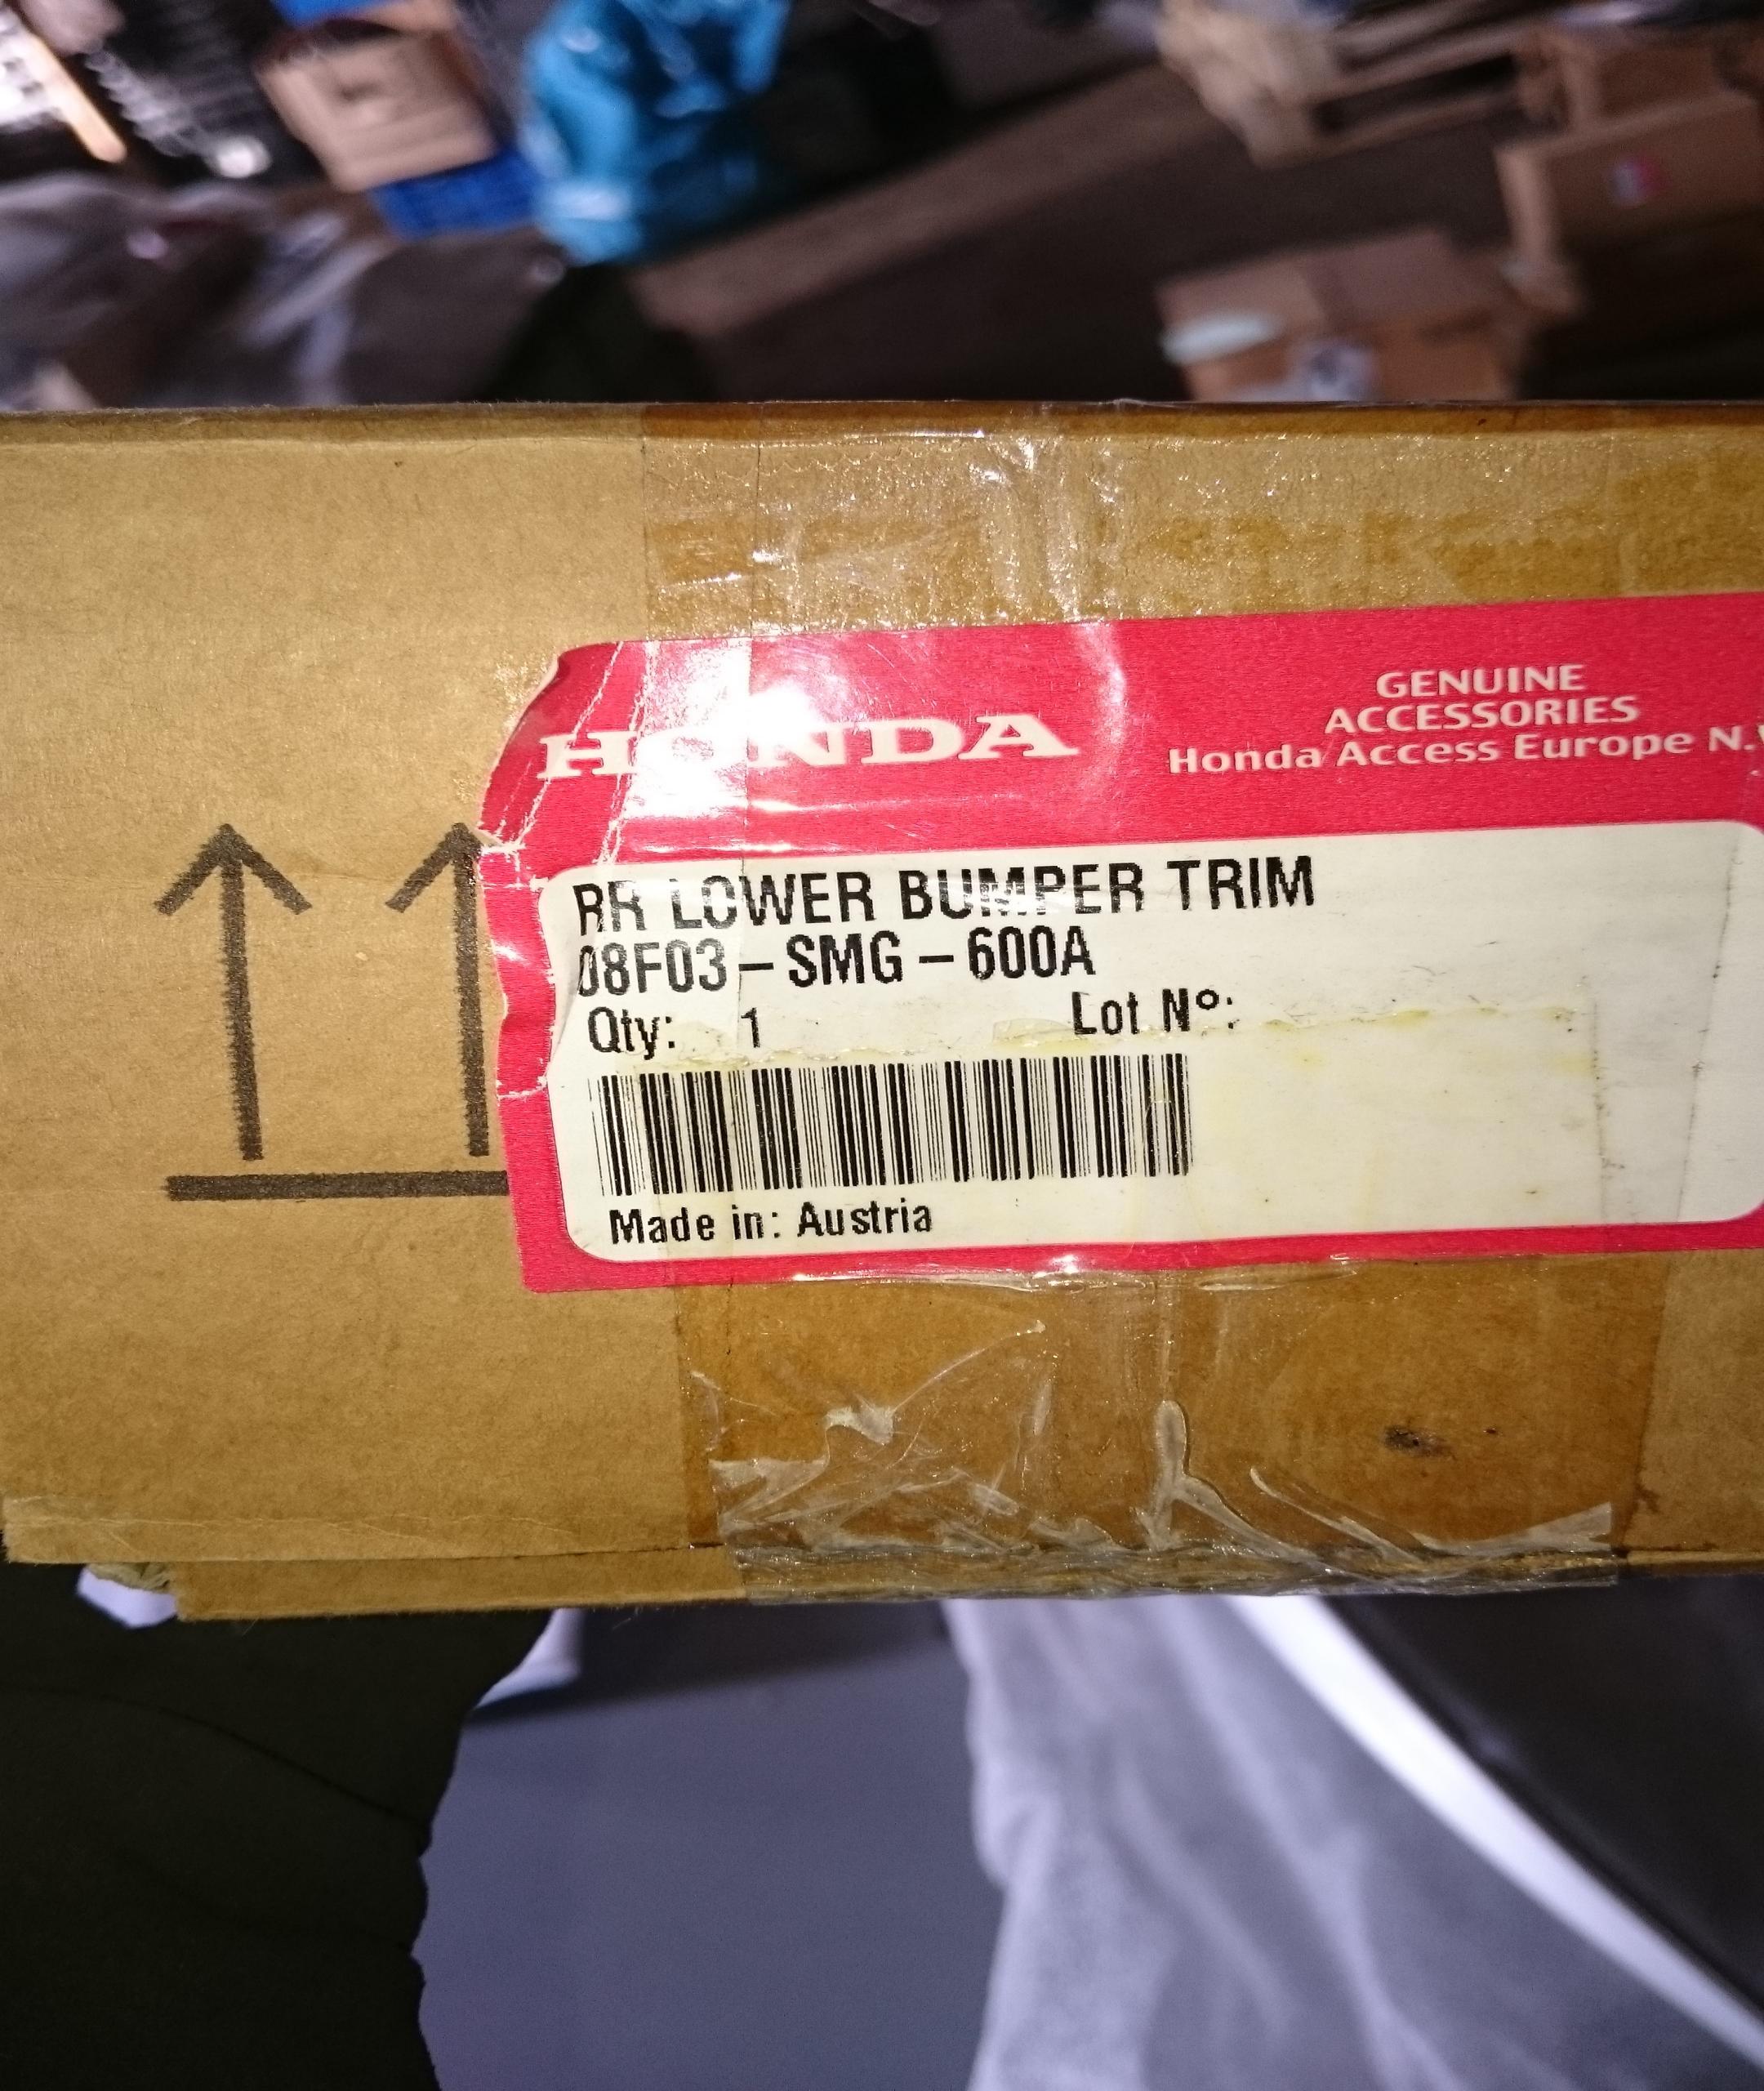 HONDA
GENUINE
ACCESSORIES
Honda Access Europe N.V
RR LOWER BUMPER TRIM
08F03-SMG-600A
Qty: 1 Lot Nº:
Made in: Austria